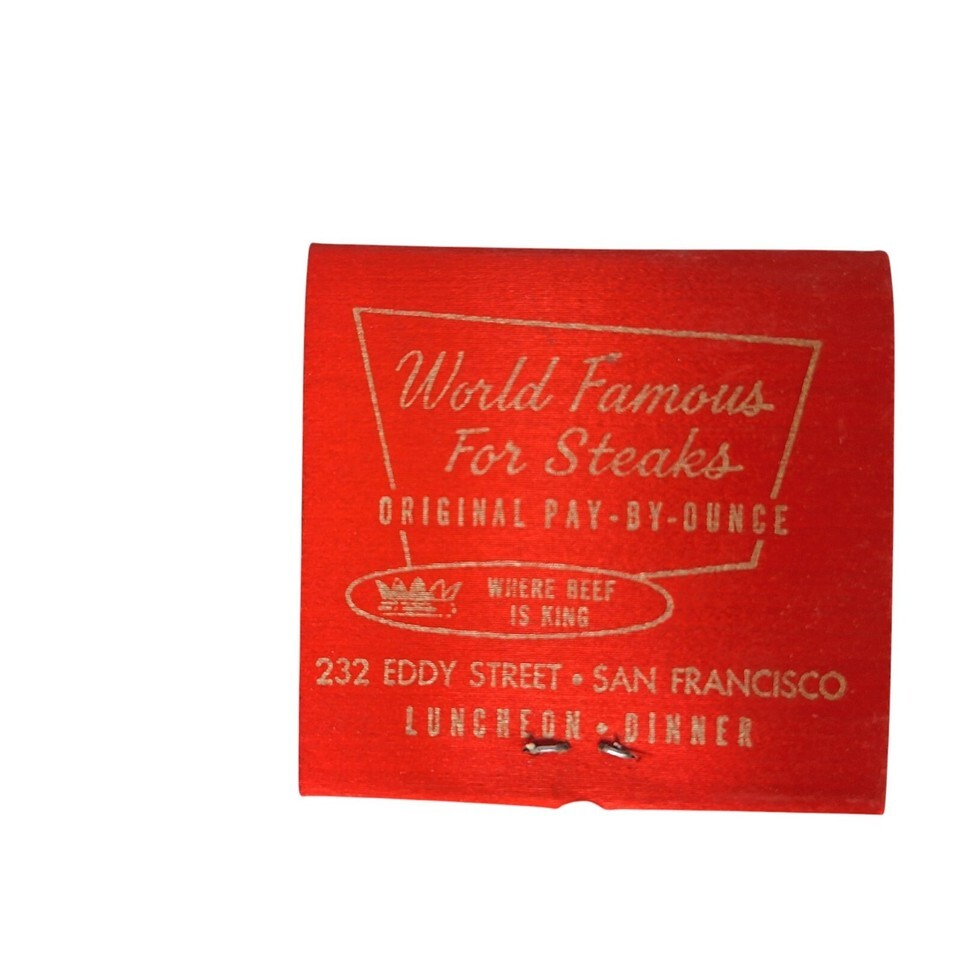 World Famous
For Steaks
ORIGINAL PAY-BY-OUNCE
WHERE BEEF
IS KING
232 EDDY STREET • SAN FRANCISCO
LUNCHEON • DINNER